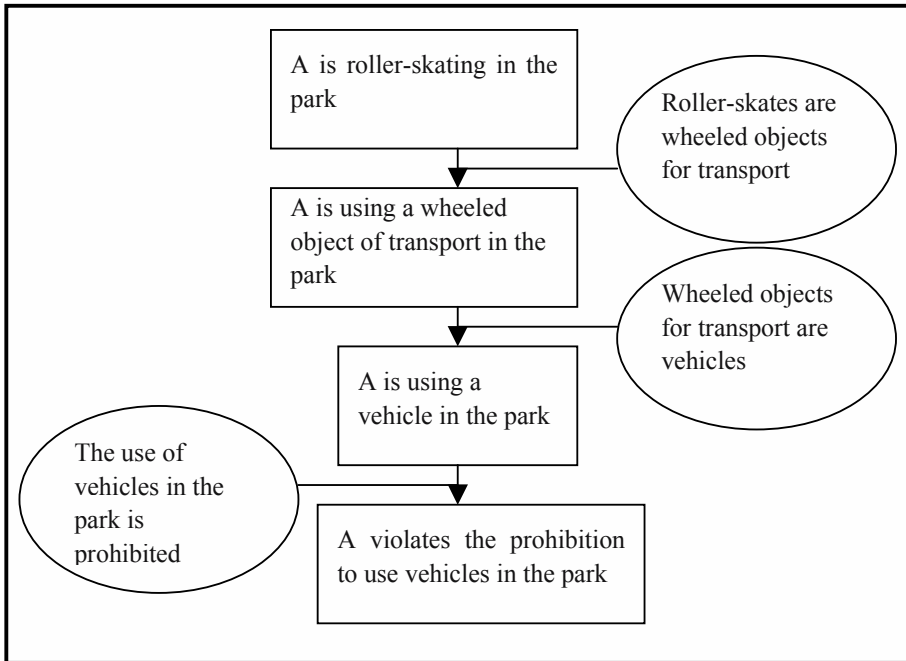 A is roller-skating in the
park
Roller-skates are
wheeled objects
for transport
A is using a wheeled
object of transport in the
park
Wheeled objects
for transport are
vehicles
A is using a
vehicle in the park
The use of
vehicles in the
park is
prohibited
A violates the prohibition
to use vehicles in the park